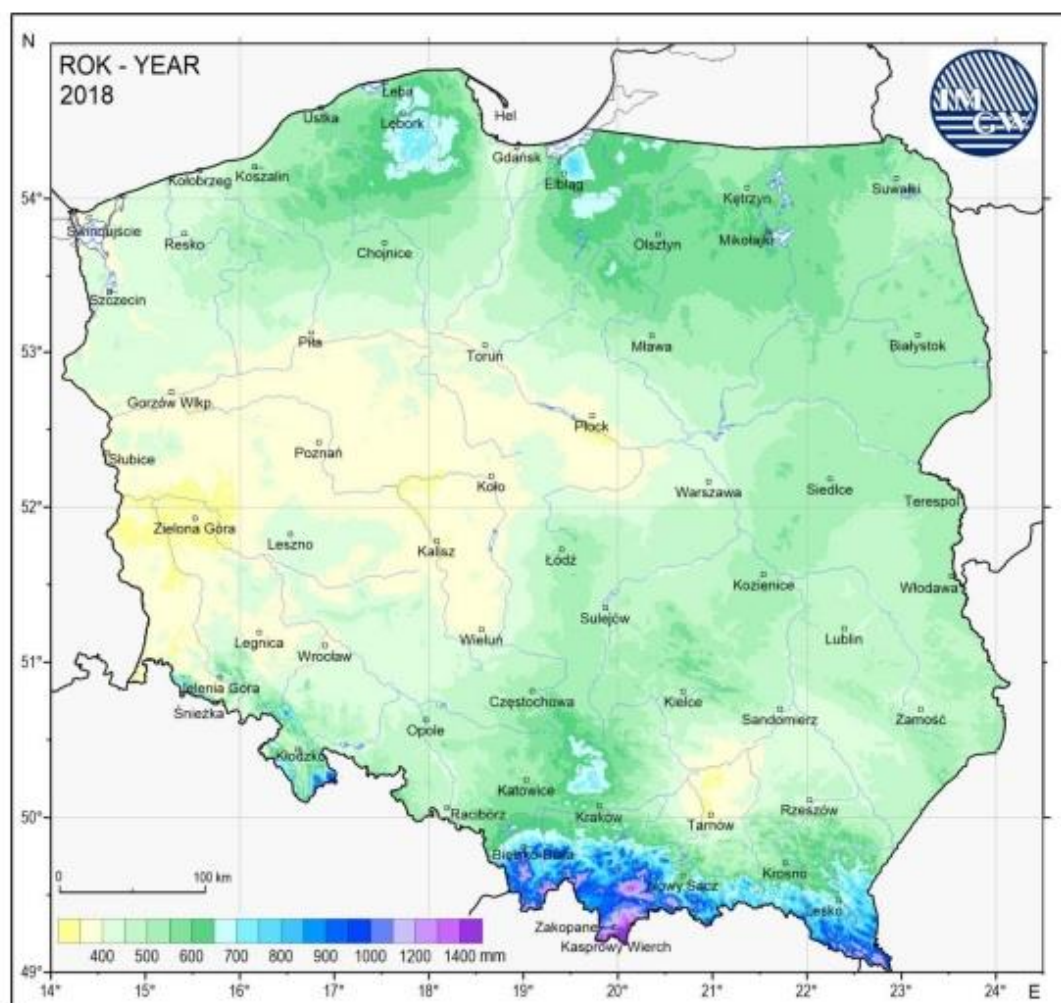 N
ROK - YEAR
2018
IM
GW
Łeba
Ustka
Lębork
Hel
Gdańsk
Koszalin
Kołobrzeg
Elbląg
54°
Kętrzyn
Suwałki
Świnoujście
Resko
Chojnice
Olsztyn
Mikołajki
Szczecin
53°
Piła
Toruń
Mława
Białystok
Gorzów Wlkp.
Płock
Słubice
Poznań
Koło
Warszawa
Siedlce
Terespol
52°
Zielona Góra
Leszno
Kalisz
Łódź
Kozienice
Włodawa
Sulejów
Legnica
Wrocław
Wieluń
Lublin
51°
Jelenia Góra
Częstochowa
Kielce
Śnieżka
Opole
Sandomierz
Zamość
Kłodzko
Katowice
50°
Racibórz
Kraków
Tarnów
Rzeszów
Bielsko-Biała
Krosno
0 100 km
Nowy Sącz
Lesko
Zakopane
Kasprowy Wierch
400 500 600 700 800 900 1000 1200 1400 mm
49°
14° 15° 16° 17° 18° 19° 20° 21° 22° 23° 24° E